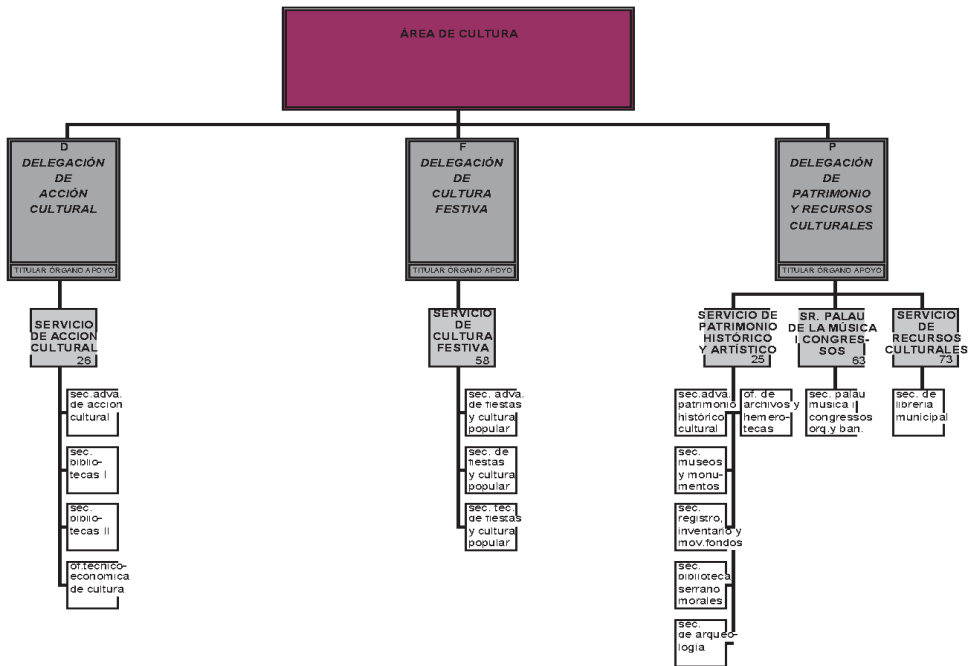 ÁREA DE CULTURA
D
DELEGACIÓN
DE
ACCIÓN
CULTURAL
TITULAR ÓRGANO APOYO
F
DELEGACIÓN
DE
CULTURA
FESTIVA
TITULAR ÓRGANO APOYO
P
DELEGACIÓN
DE
PATRIMONIO
Y RECURSOS
CULTURALES
TITULAR ÓRGANO APOYO
SERVICIO
DE ACCION
CULTURAL
26
SERVICIO
DE
CULTURA
FESTIVA
58
SERVICIO DE
PATRIMONIO
HISTÓRICO
Y ARTÍSTICO
25
SR. PALAU
DE LA MÚSICA
I CONGRES-
SOS
63
SERVICIO
DE
RECURSOS
CULTURALES
73
sec.adva.
de acción
cultural
sec.
biblio-
tecas I
sec.
biblio-
tecas II
of.tecnico-
economica
de cultura
sec. adva.
de fiestas
y cultura
popular
sec. de
fiestas
y cultura
popular
sec. tec.
de fiestas
y cultura
popular
sec.adva.
patrimonio
histórico
cultural
of. de
archivos y
hemero-
tecas
sec.
museos
y monu-
mentos
sec.
registro,
inventario y
mov.fondos
sec.
biblioteca
serrano
morales
sec.
de arqueo-
logia
sec. palau
musica i
congressos
orq.y ban.
sec. de
libreria
municipal